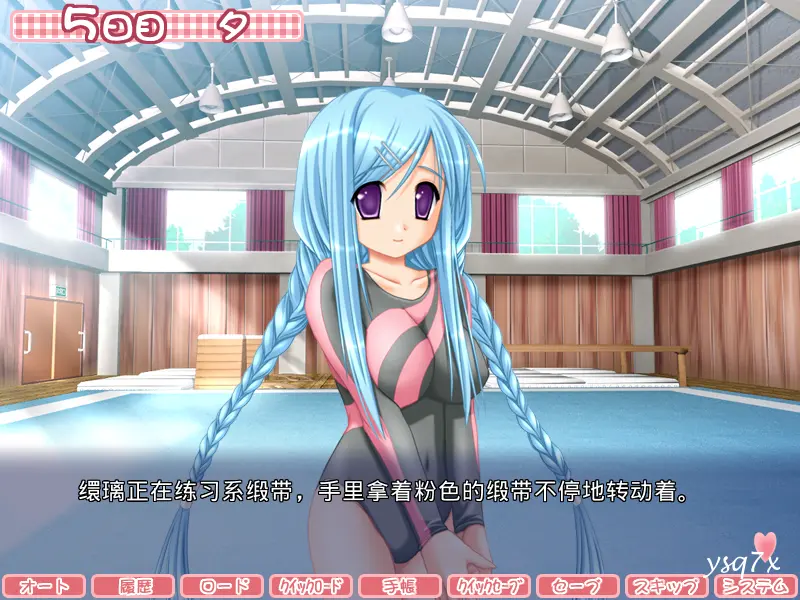 5日目 夕
缳璃正在练习系缎带，手里拿着粉色的缎带不停地转动着。
ysq7x
オート 履歴 ロード クイックロード 手帳 クイックセーブ セーブ スキップ システム